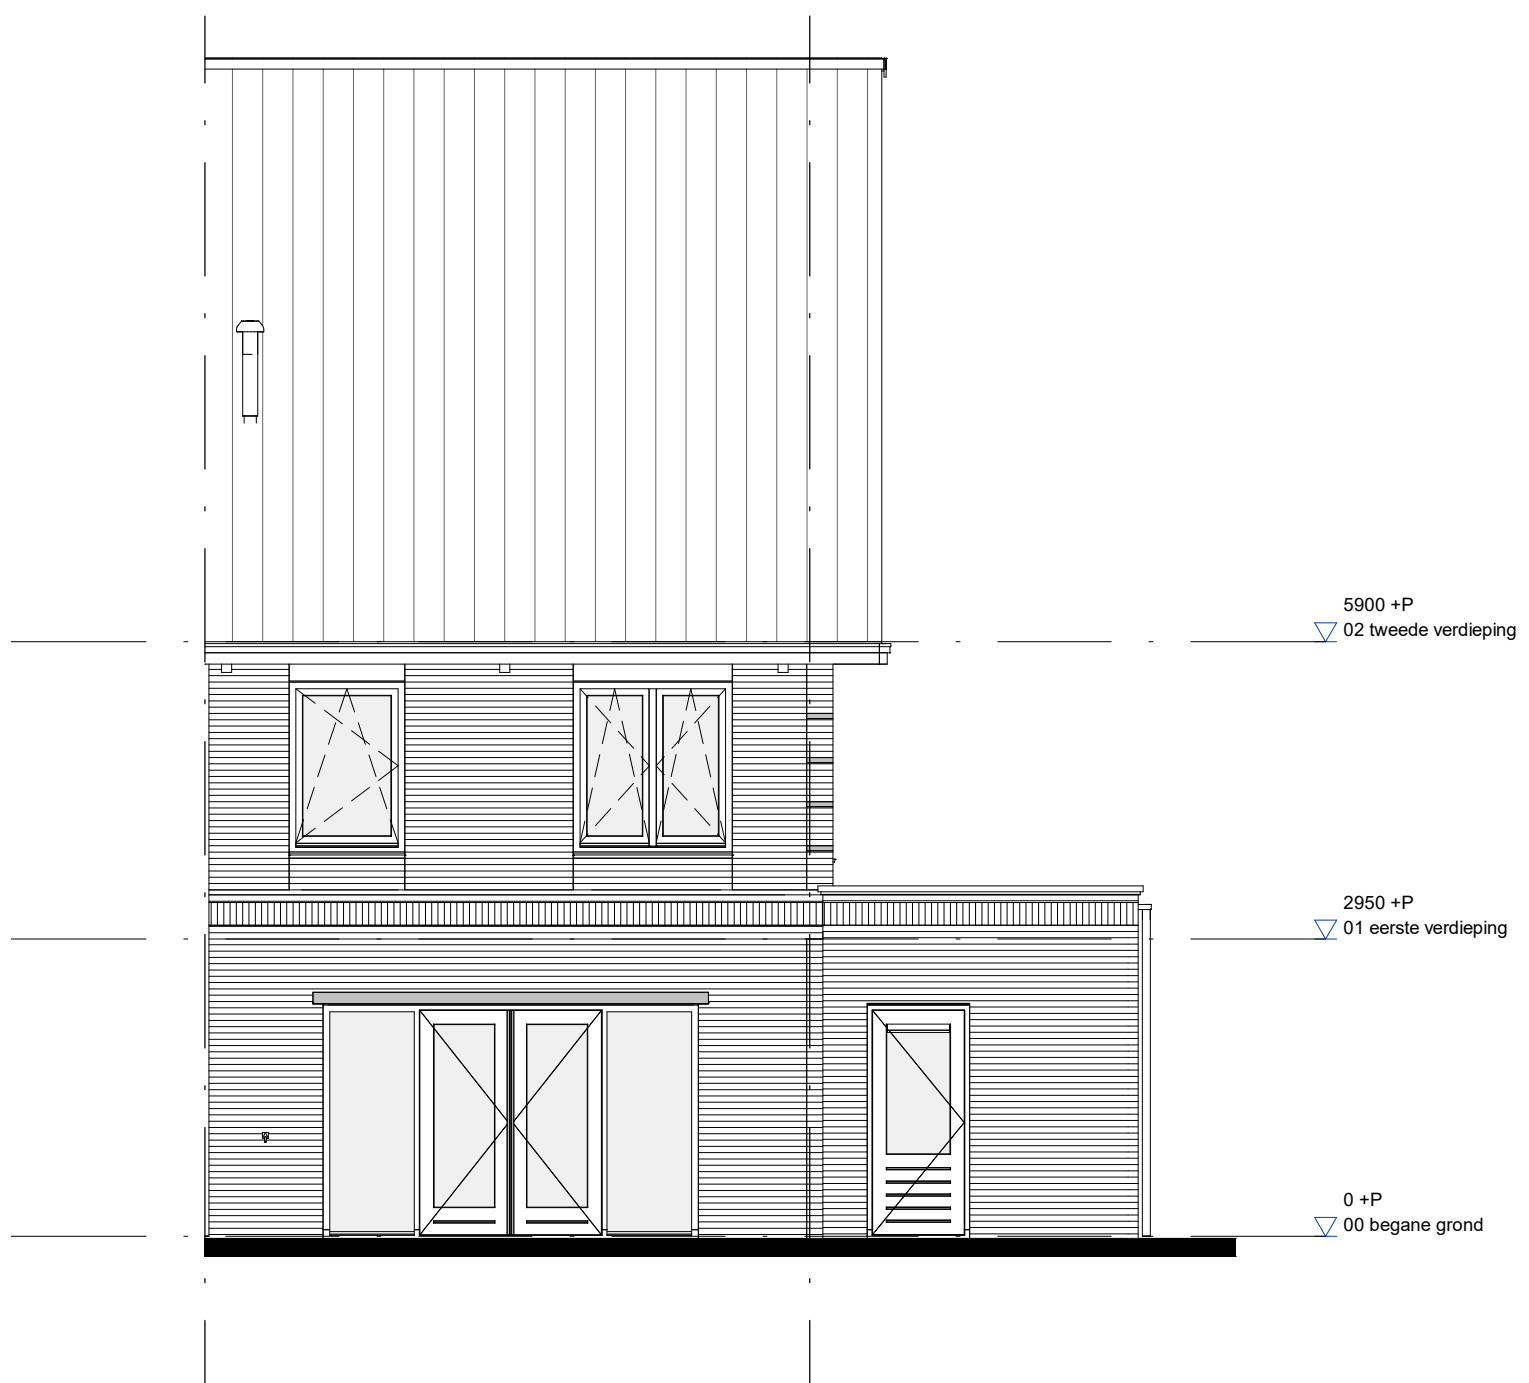 5900 +P
02 tweede verdieping
2950 +P
01 eerste verdieping
0 +P
00 begane grond